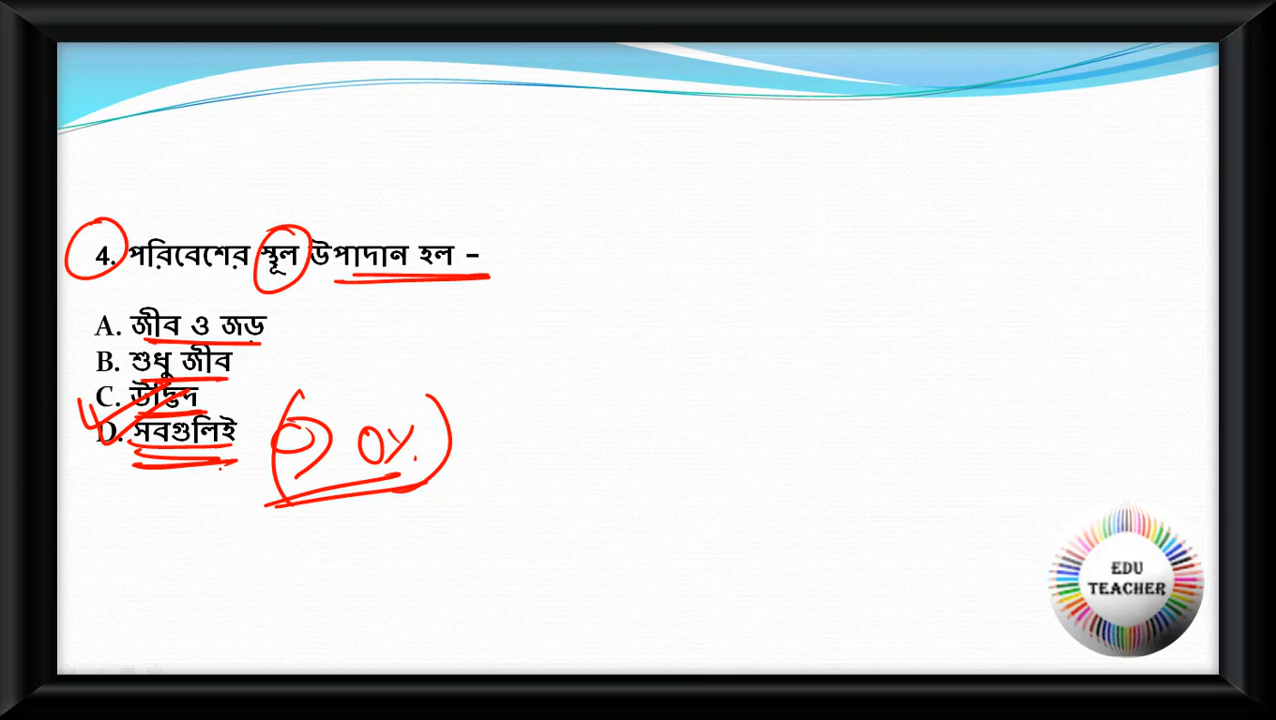 4. পরিবেশের স্থূল উপাদান হল –
A. জীব ও জড়
B. শুধু জীব
C. উদ্ভিদ
D. সবগুলিই
EDU
TEACHER